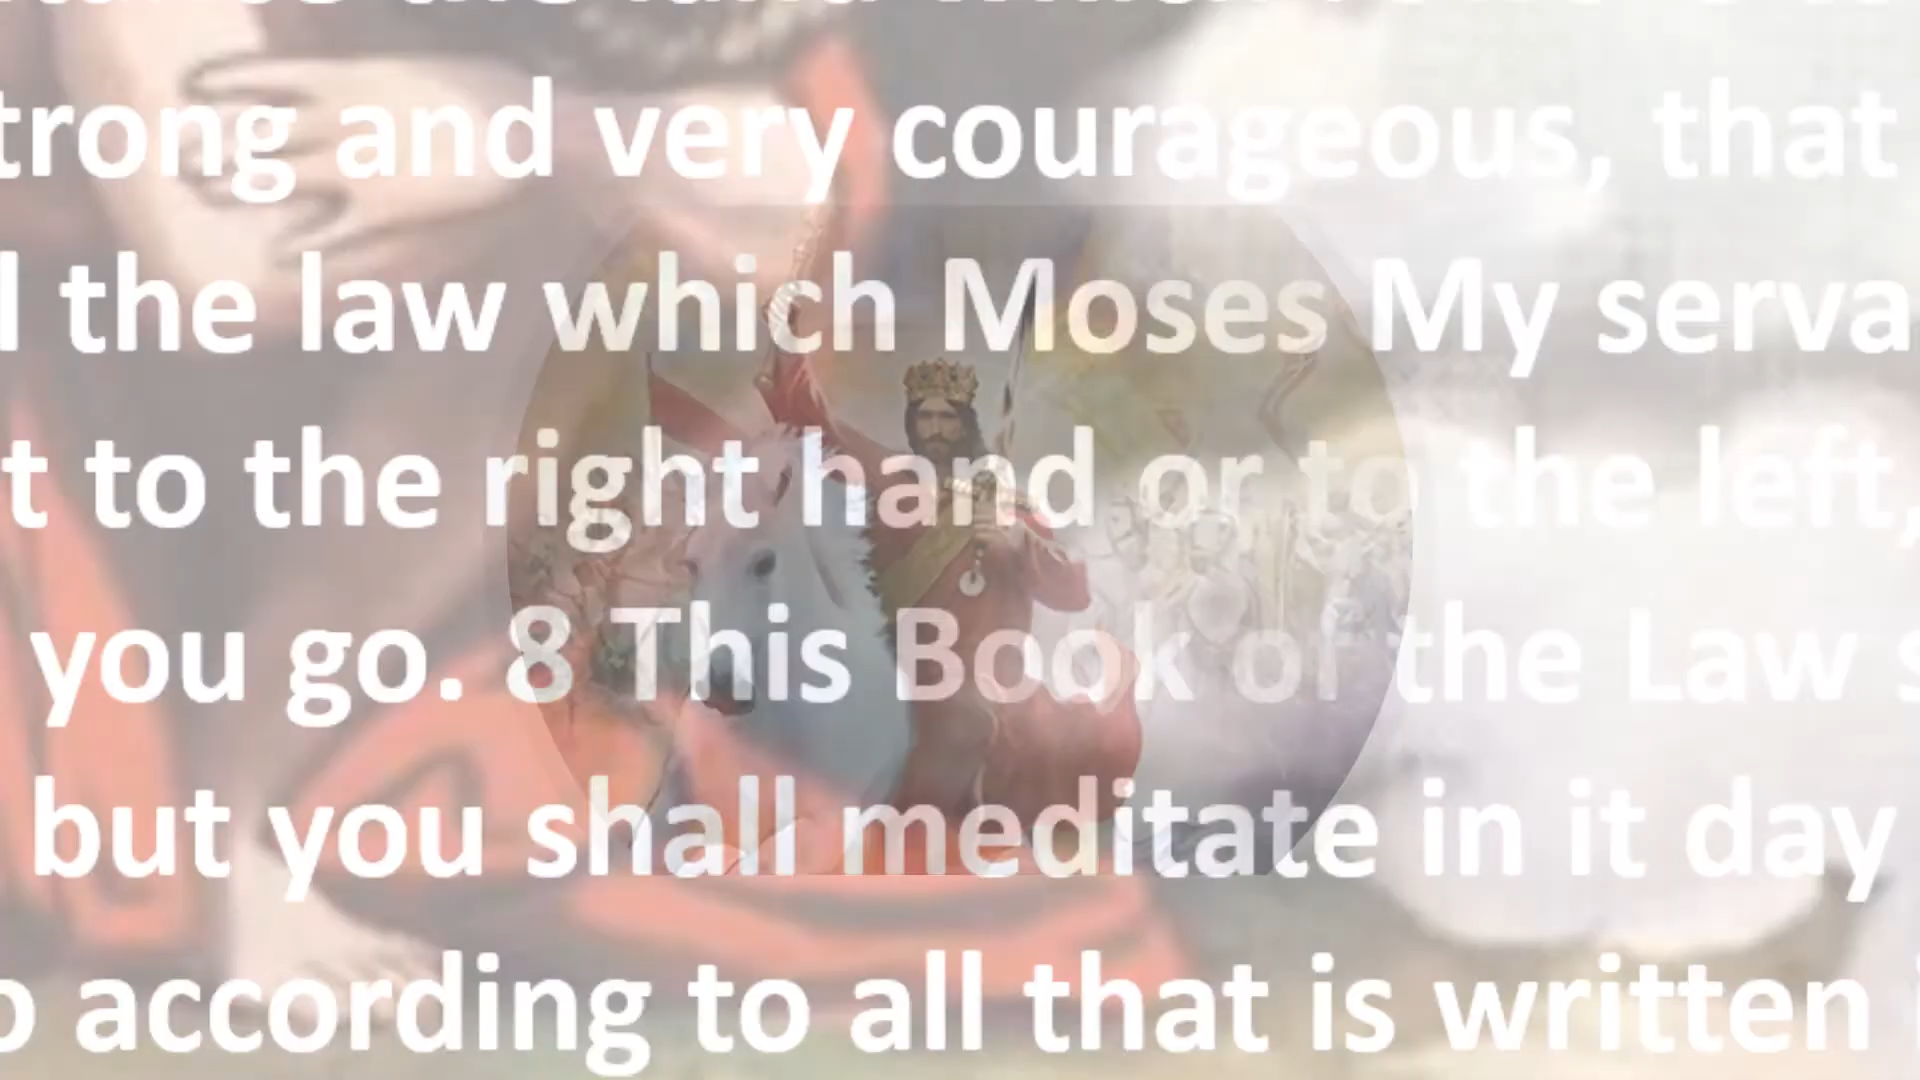 trong and very courageous, that
l the law which Moses My serva
t to the right hand or to the left,
you go. 8 This Book of the Law s
but you shall meditate in it day
o according to all that is written i